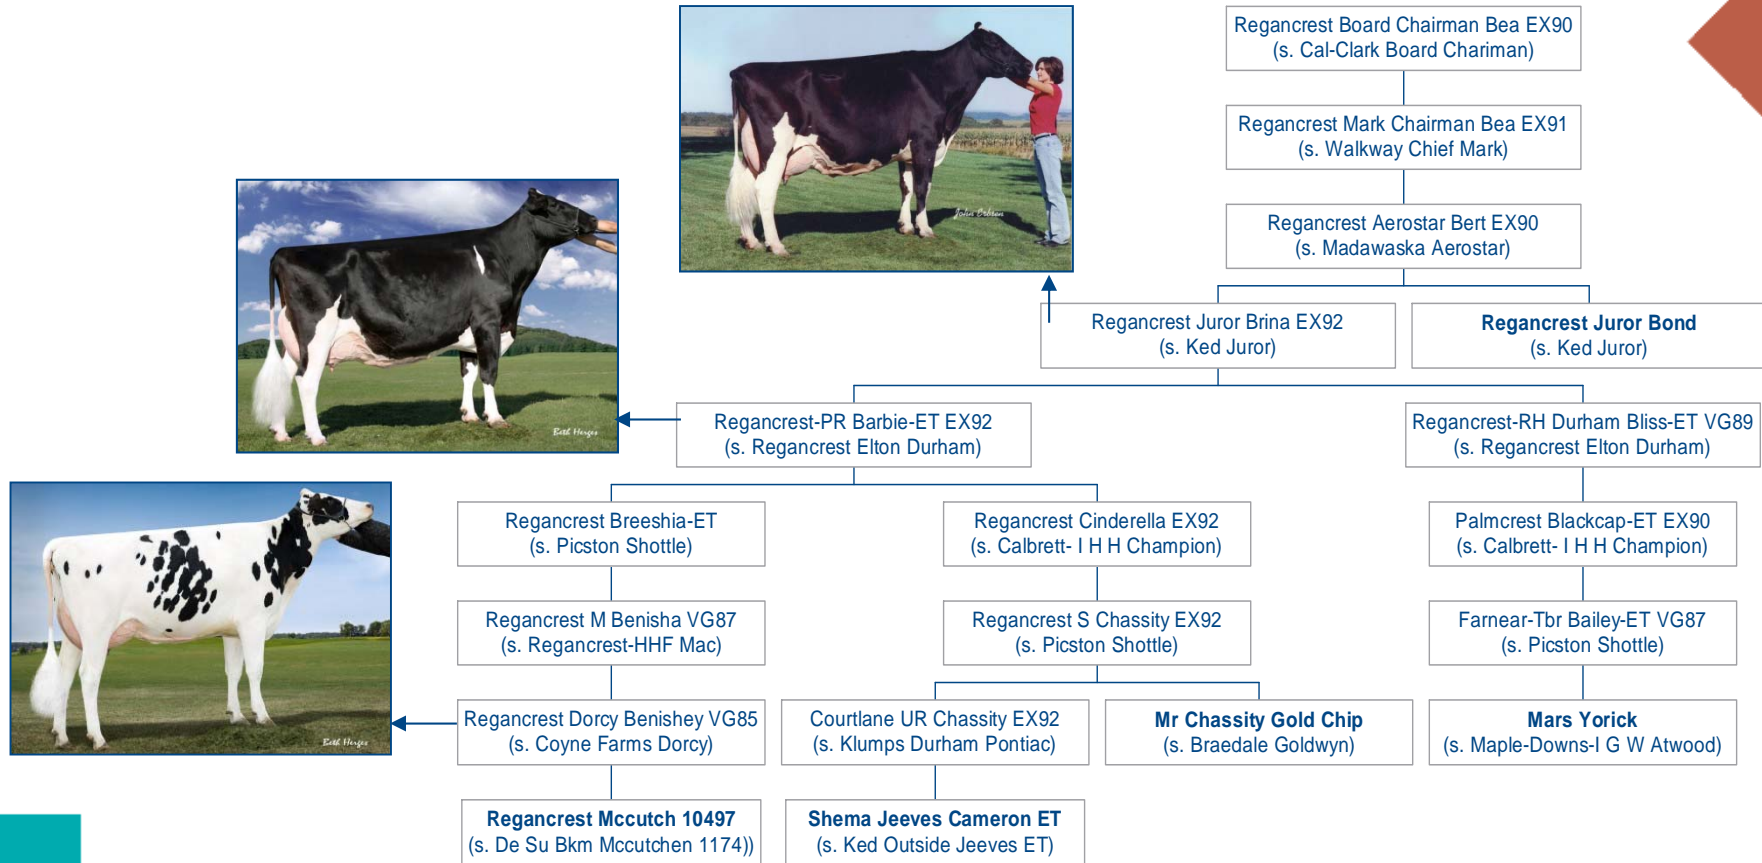 Regancrest Board Chairman Bea EX90
(s. Cal-Clark Board Chariman)
Regancrest Mark Chairman Bea EX91
(s. Walkway Chief Mark)
Regancrest Aerostar Bert EX90
(s. Madawaska Aerostar)
John Erbsen
Regancrest Juror Brina EX92
(s. Ked Juror)
Regancrest Juror Bond
(s. Ked Juror)
Regancrest-PR Barbie-ET EX92
(s. Regancrest Elton Durham)
Regancrest-RH Durham Bliss-ET VG89
(s. Regancrest Elton Durham)
Beth Herges
Regancrest Breeshia-ET
(s. Picston Shottle)
Regancrest Cinderella EX92
(s. Calbrett- I H H Champion)
Palmcrest Blackcap-ET EX90
(s. Calbrett- I H H Champion)
Regancrest M Benisha VG87
(s. Regancrest-HHF Mac)
Regancrest S Chassity EX92
(s. Picston Shottle)
Farnear-Tbr Bailey-ET VG87
(s. Picston Shottle)
Regancrest Dorcy Benishey VG85
(s. Coyne Farms Dorcy)
Courtlane UR Chassity EX92
(s. Klumps Durham Pontiac)
Mr Chassity Gold Chip
(s. Braedale Goldwyn)
Mars Yorick
(s. Maple-Downs-I G W Atwood)
Beth Herges
Regancrest Mccutch 10497
(s. De Su Bkm Mccutchen 1174))
Shema Jeeves Cameron ET
(s. Ked Outside Jeeves ET)